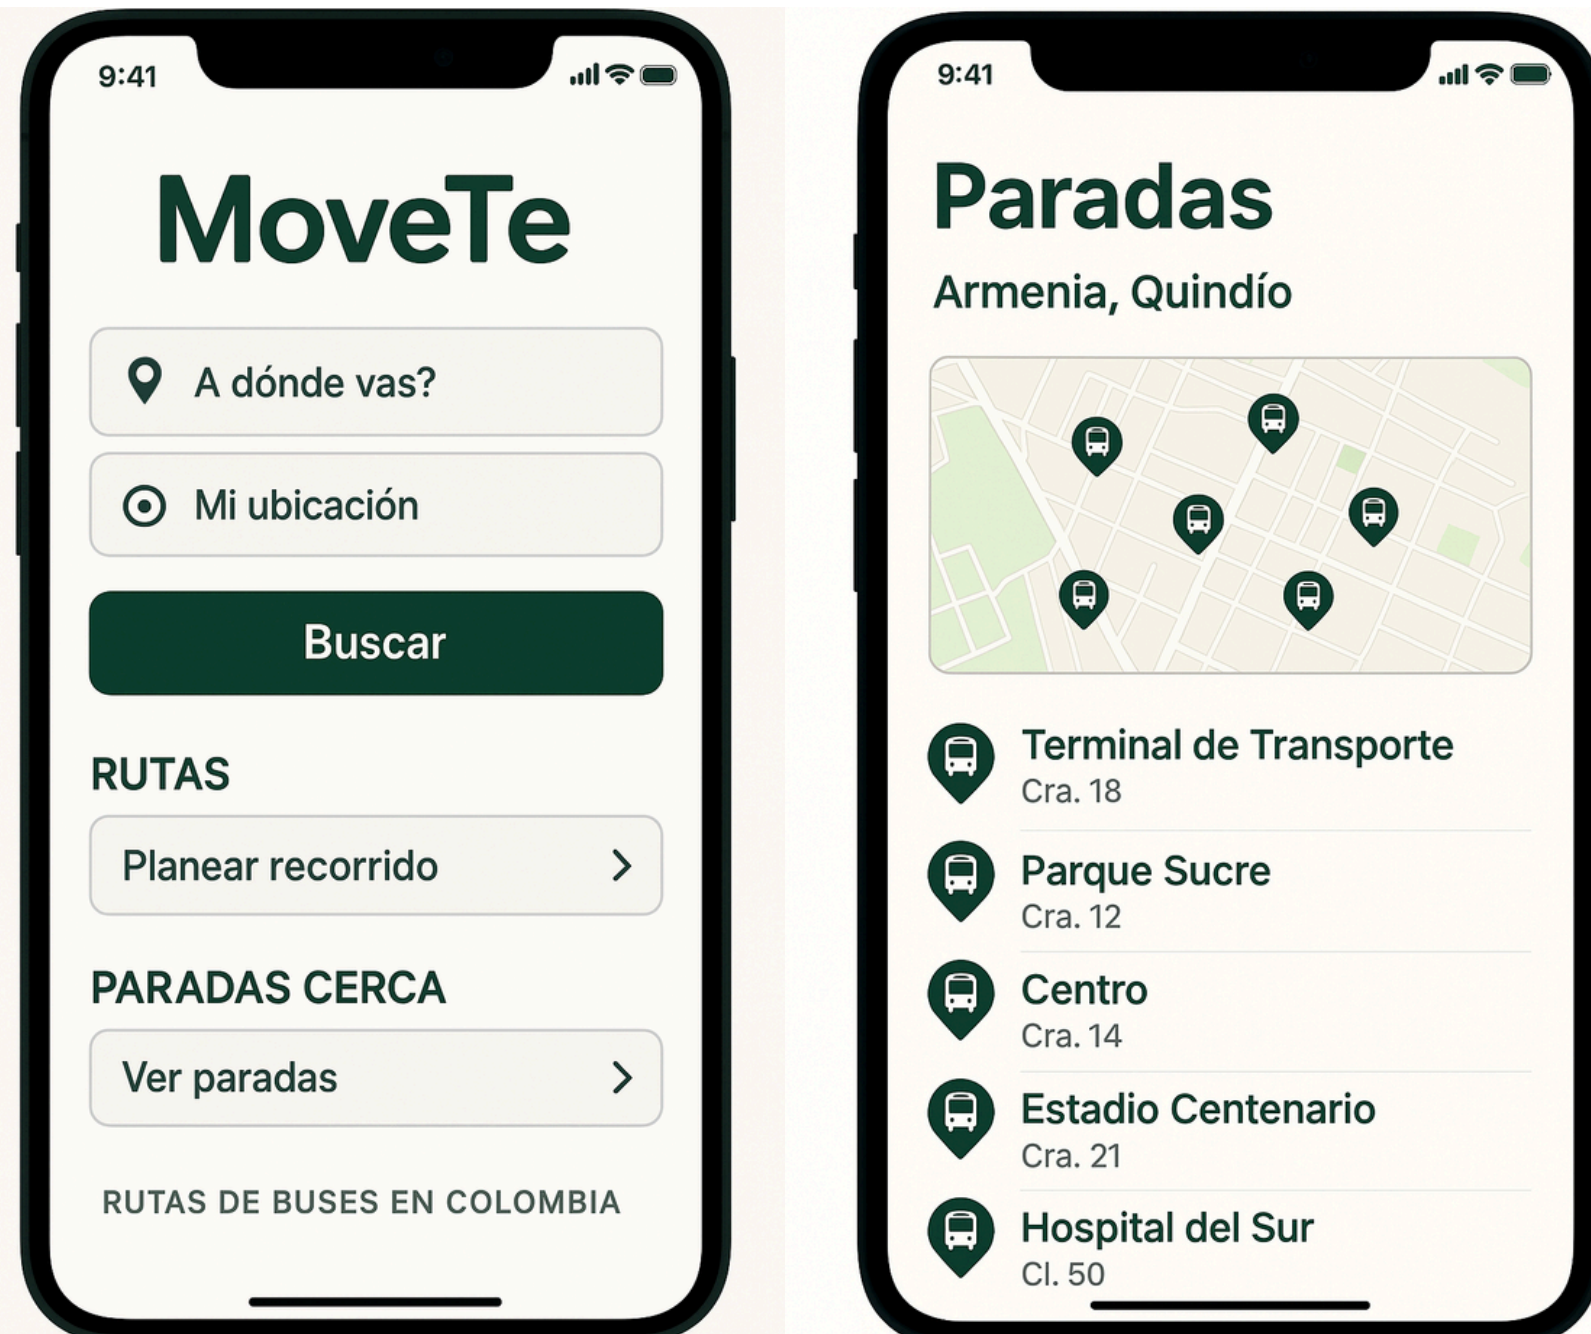 9:41
MoveTe
A dónde vas?
Mi ubicación
Buscar
RUTAS
Planear recorrido
PARADAS CERCA
Ver paradas
RUTAS DE BUSES EN COLOMBIA
9:41
Paradas
Armenia, Quindío
Terminal de Transporte
Cra. 18
Parque Sucre
Cra. 12
Centro
Cra. 14
Estadio Centenario
Cra. 21
Hospital del Sur
Cl. 50